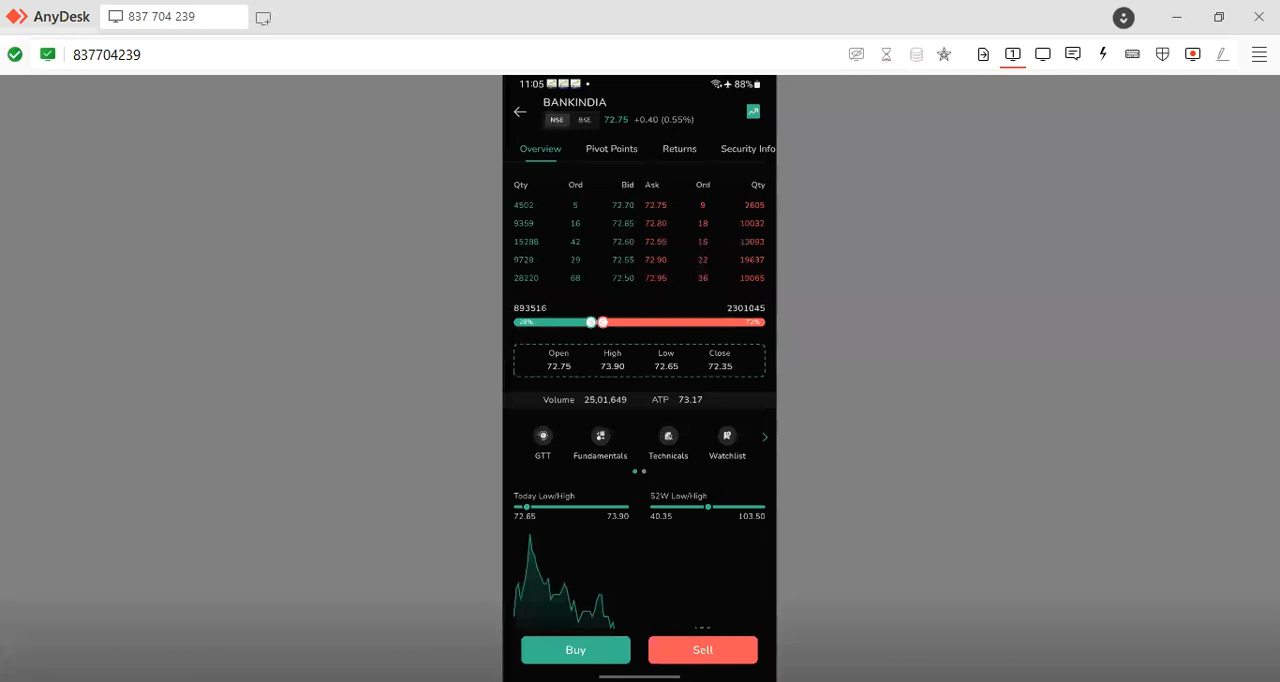 AnyDesk 837 704 239
837704239
11:05 88%
BANKINDIA
NSE BSE 72.75 +0.40 (0.55%)
Overview Pivot Points Returns Security Info
Qty Ord Bid Ask Ord Qty
4502 5 72.70 72.75 9 2605
9359 16 72.65 72.80 18 10032
15288 42 72.60 16
9728 29 72.55 72.90 22 19637
28220 68 72.50 72.95 36 19065
893516 2301045
28% 72%
Open High Low Close
72.75 73.90 72.65 72.35
Volume 25,01,649 ATP 73.17
GTT Fundamentals Technicals Watchlist
Today Low/High 52W Low/High
72.65 73.90 40.35 103.50
Buy Sell